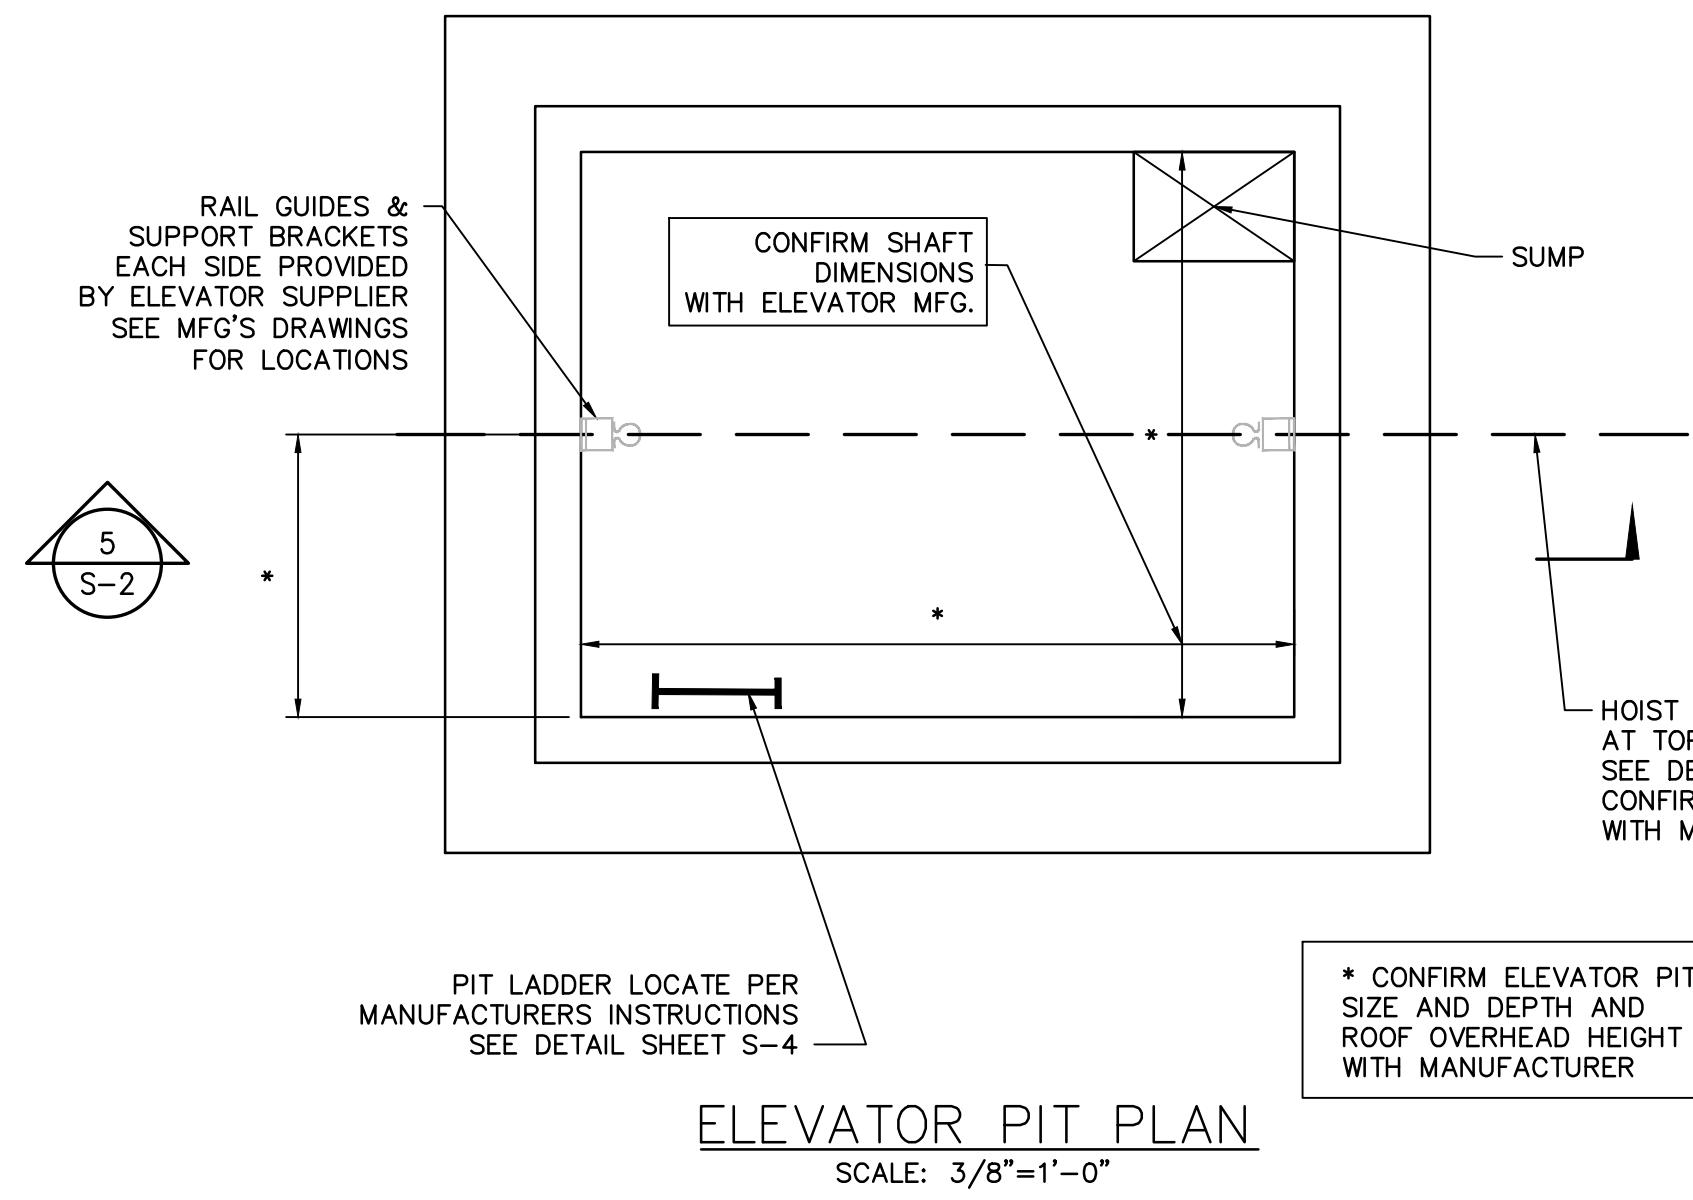 RAIL GUIDES &
SUPPORT BRACKETS
EACH SIDE PROVIDED
BY ELEVATOR SUPPLIER
SEE MFG'S DRAWINGS
FOR LOCATIONS
CONFIRM SHAFT
DIMENSIONS
WITH ELEVATOR MFG.
SUMP
*
5
S-2
*
*
HOIST
AT
SEE
WITH
PIT LADDER LOCATE PER
MANUFACTURERS INSTRUCTIONS
SEE DETAIL SHEET S-4
* CONFIRM ELEVATOR PIT
SIZE AND DEPTH AND
ROOF OVERHEAD HEIGHT
WITH MANUFACTURER
ELEVATOR PIT PLAN
SCALE: 3/8"=1'-0"